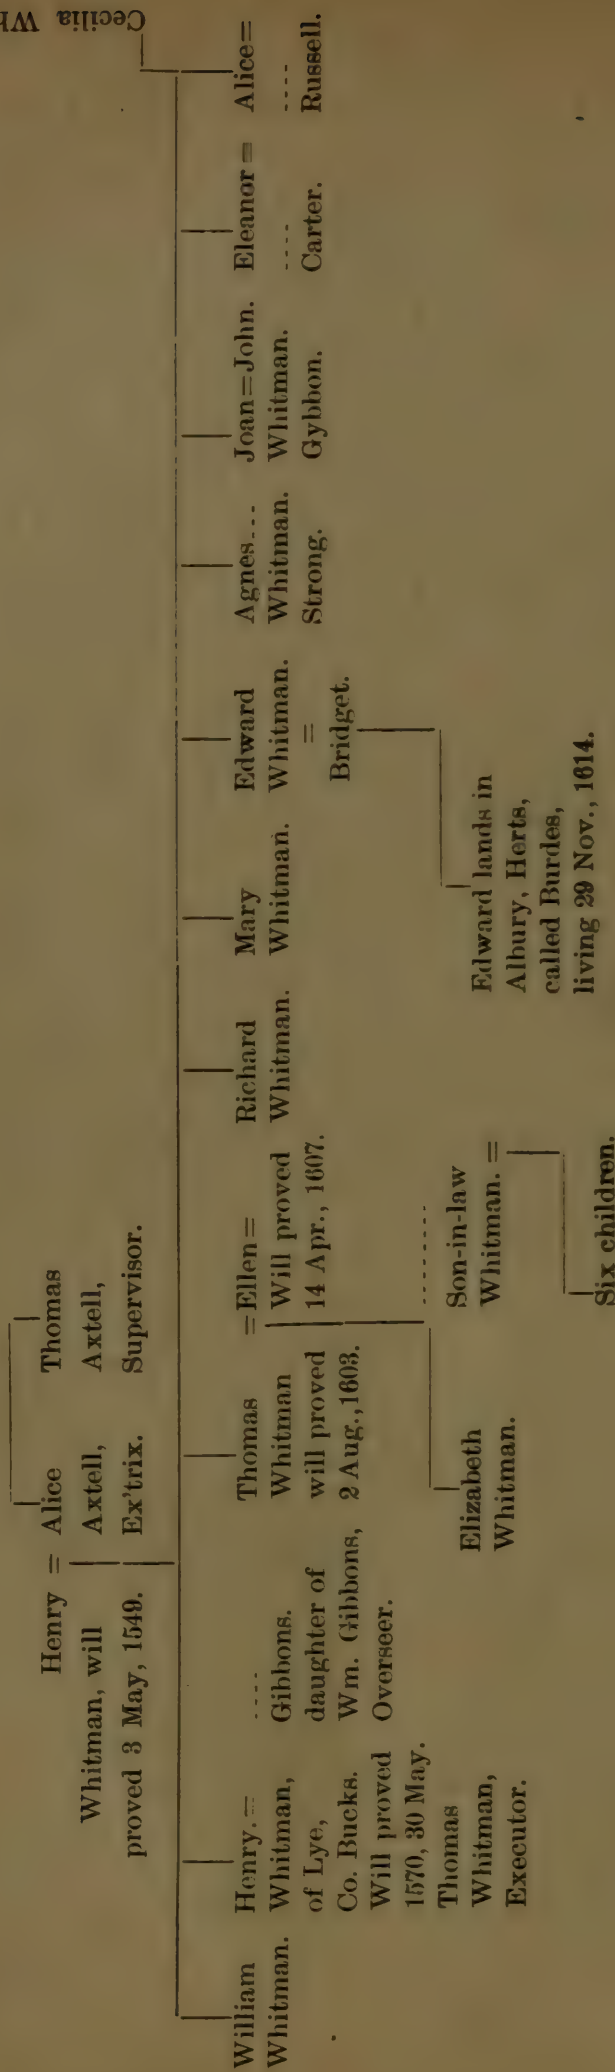 Henry = Alice
Whitman, will
proved 3 May, 1549.
Axtell,
Ex'trix.
Thomas
Axtell,
Supervisor.
William
Whitman.
Henry. =
Whitman,
of Lye,
Co. Bucks.
Will proved
1570, 30 May.
Thomas
Whitman,
Executor.
....
Gibbons.
daughter of
Wm. Gibbons,
Overseer.
Thomas
Whitman
will proved
2 Aug., 1603.
=Ellen=
Will proved
14 Apr., 1607.
Elizabeth
Whitman.
........
Son-in-law
Whitman. =
Six children.
Richard
Whitman.
Mary
Whitman.
Edward
Whitman.
=
Bridget.
Edward lands in
Albury, Herts,
called Burdes,
living 29 Nov., 1614.
Agnes...
Whitman.
Strong.
Joan=John.
Whitman.
Gybbon.
Eleanor =
....
Carter.
Alice=
....
Russell.
Cecilia